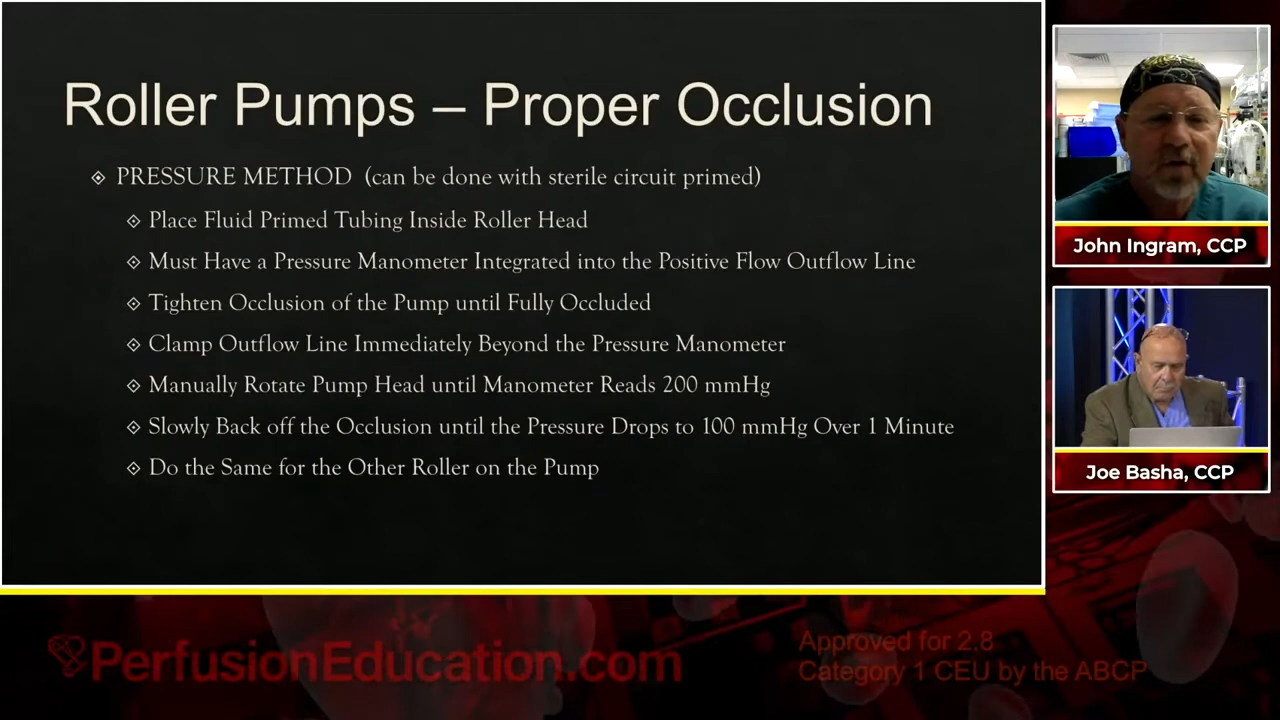 Roller Pumps – Proper Occlusion
PRESSURE METHOD (can be done with sterile circuit primed)
Place Fluid Primed Tubing Inside Roller Head
Must Have a Pressure Manometer Integrated into the Positive Flow Outflow Line
Tighten Occlusion of the Pump until Fully Occluded
Clamp Outflow Line Immediately Beyond the Pressure Manometer
Manually Rotate Pump Head until Manometer Reads 200 mmHg
Slowly Back off the Occlusion until the Pressure Drops to 100 mmHg Over 1 Minute
Do the Same for the Other Roller on the Pump
John Ingram, CCP
Joe Basha, CCP
PerfusionEducation.com
Approved for 2.8
Category 1 CEU by the ABCP